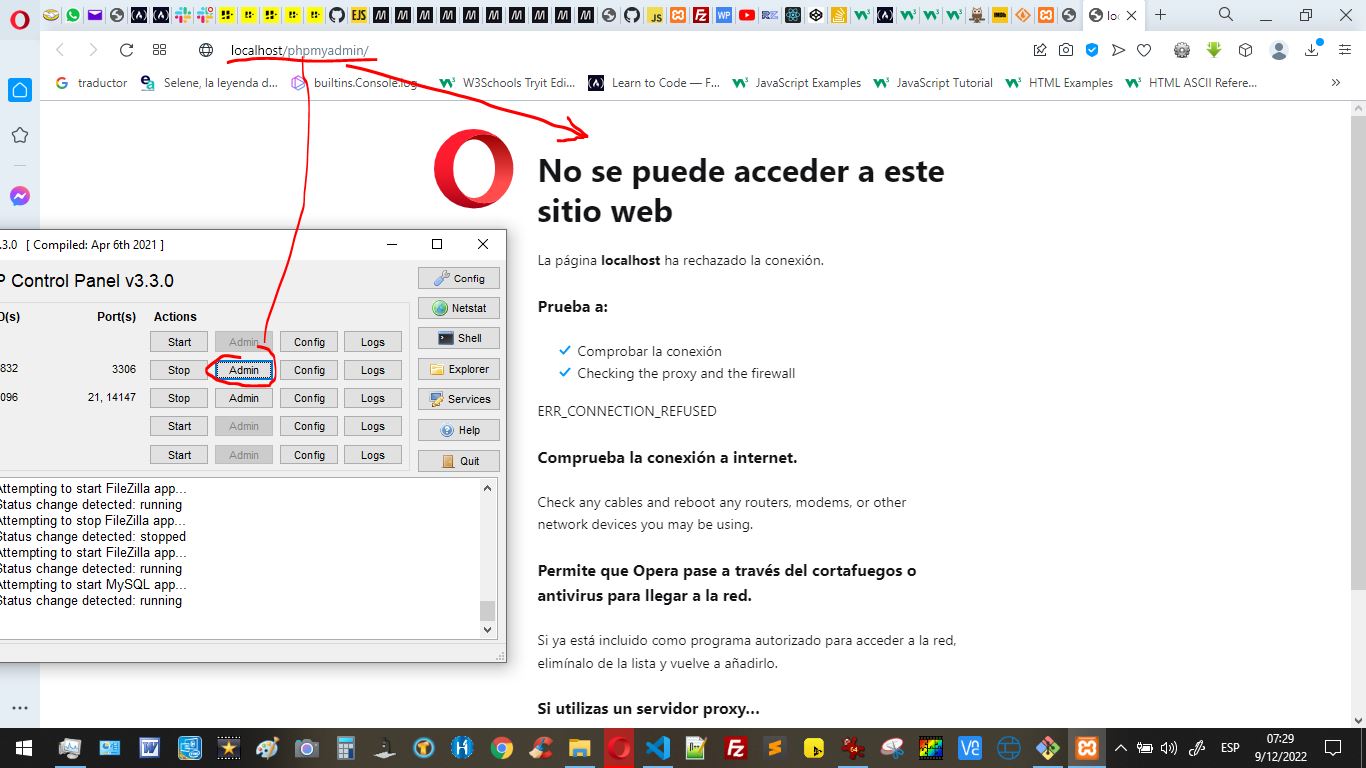 lo
localhost/phpmyadmin/
traductor
Selene, la leyenda d...
builtins.Console.log
W3Schools Tryit Edi...
Learn to Code — F...
JavaScript Examples
JavaScript Tutorial
HTML Examples
HTML ASCII Refere...
No se puede acceder a este
sitio web
La página localhost ha rechazado la conexión.
Prueba a:
Comprobar la conexión
Checking the proxy and the firewall
ERR_CONNECTION_REFUSED
Comprueba la conexión a internet.
Check any cables and reboot any routers, modems, or other
network devices you may be using.
Permite que Opera pase a través del cortafuegos o
antivirus para llegar a la red.
Si ya está incluido como programa autorizado para acceder a la red,
elimínalo de la lista y vuelve a añadirlo.
Si utilizas un servidor proxy...
.3.0 [ Compiled: Apr 6th 2021 ]
P Control Panel v3.3.0
Config
D(s) Port(s) Actions
Netstat
Start Admin Config Logs
Shell
832 3306 Stop Admin Config Logs
Explorer
096 21, 14147 Stop Admin Config Logs
Services
Start Admin Config Logs
Help
Start Admin Config Logs
Quit
Attempting to start FileZilla app...
Status change detected: running
Attempting to stop FileZilla app...
Status change detected: stopped
Attempting to start FileZilla app...
Status change detected: running
Attempting to start MySQL app...
Status change detected: running
ESP
07:29
9/12/2022